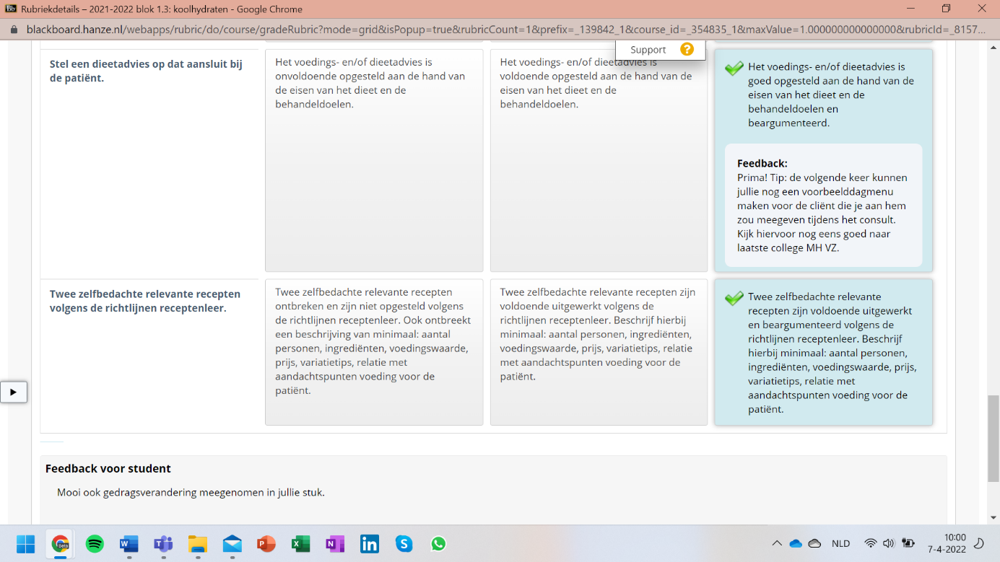 Rubriekdetails – 2021-2022 blok 1.3: koolhydraten - Google Chrome
blackboard.hanze.nl/webapps/rubric/do/course/gradeRubric?mode=grid&isPopup=true&rubricCount=1&prefix=_139842_1&course_id=_354835_1&maxValue=1.000000000000000&rubricId=_8157...
Support ?
Stel een dieetadvies op dat aansluit bij
de patiënt.
Het voedings- en/of dieetadvies is
onvoldoende opgesteld aan de hand van
de eisen van het dieet en de
behandeldoelen.
Het voedings- en/of dieetadvies is
voldoende opgesteld aan de hand van de
eisen van het dieet en de
behandeldoelen.
Het voedings- en/of dieetadvies is
goed opgesteld aan de hand van de
eisen van het dieet en de
behandeldoelen en
beargumenteerd.
Feedback:
Prima! Tip: de volgende keer kunnen
jullie nog een voorbeelddagmenu
maken voor de cliënt die je aan hem
zou meegeven tijdens het consult.
Kijk hiervoor nog eens goed naar
laatste college MH VZ.
Twee zelfbedachte relevante recepten
volgens de richtlijnen receptenleer.
Twee zelfbedachte relevante recepten
ontbreken en zijn niet opgesteld volgens
de richtlijnen receptenleer. Ook ontbreekt
een beschrijving van minimaal: aantal
personen, ingrediënten, voedingswaarde,
prijs, variatietips, relatie met
aandachtspunten voeding voor de
patiënt.
Twee zelfbedachte relevante recepten zijn
voldoende uitgewerkt volgens de
richtlijnen receptenleer. Beschrijf hierbij
minimaal: aantal personen, ingrediënten,
voedingswaarde, prijs, variatietips, relatie
met aandachtspunten voeding voor de
patiënt.
Twee zelfbedachte relevante
recepten zijn voldoende uitgewerkt
en beargumenteerd volgens de
richtlijnen receptenleer. Beschrijf
hierbij minimaal: aantal personen,
ingrediënten, voedingswaarde, prijs,
variatietips, relatie met
aandachtspunten voeding voor de
patiënt.
Feedback voor student
Mooi ook gedragsverandering meegenomen in jullie stuk.
NLD
10:00
7-4-2022